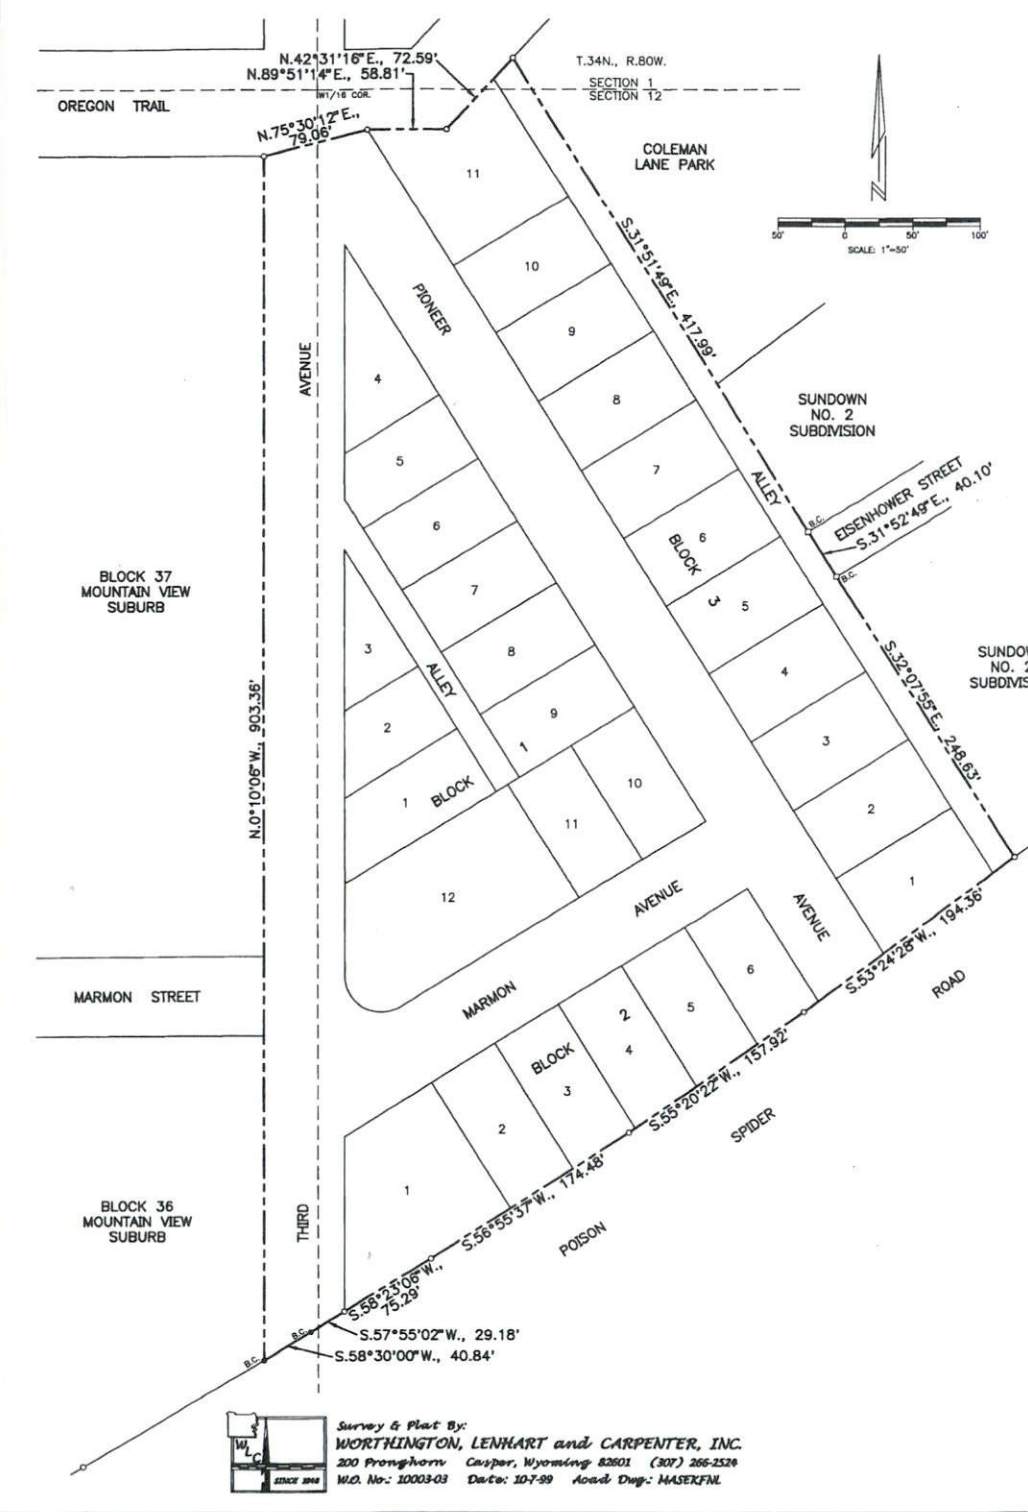 N.42°31'16"E., 72.59'
N.89°51'14"E., 58.81'
W1/16 COR.
OREGON TRAIL
N.75°30'12"E.,
79.06'
T.34N., R.80W.
SECTION 1
SECTION 12
COLEMAN
LANE PARK
N
50'
0
50'
100'
SCALE: 1"=50'
S.31°51'49"E., 417.99'
11
10
9
8
7
6
5
4
3
2
1
BLOCK
3
PIONEER
AVENUE
AVENUE
4
5
6
7
8
9
1
10
11
12
3
2
1
BLOCK
ALLEY
ALLEY
SUNDOWN
NO. 2
SUBDIVISION
B.C.
EISENHOWER STREET
S.31°52'49"E., 40.10'
B.C.
S.32°07'55"E., 248.63'
SUNDOW
NO. 2
SUBDIVIS
BLOCK 37
MOUNTAIN VIEW
SUBURB
N.0°10'06"W., 903.36'
MARMON STREET
MARMON
AVENUE
BLOCK
2
1
2
3
4
5
6
S.53°24'28"W., 194.36'
S.55°20'22"W., 157.92'
S.56°55'37"W., 174.48'
S.58°23'06"W.,
75.29'
S.57°55'02"W., 29.18'
S.58°30'00"W., 40.84'
B.C.
B.C.
POISON
SPIDER
ROAD
BLOCK 36
MOUNTAIN VIEW
SUBURB
THIRD
W
L
C
SINCE 1948
Survey & Plat By:
WORTHINGTON, LENHART and CARPENTER, INC.
200 Pronghorn Casper, Wyoming 82601 (307) 266-2524
W.O. No.: 10003-03 Date: 10-7-99 Acad Dwg.: MASEKFNL